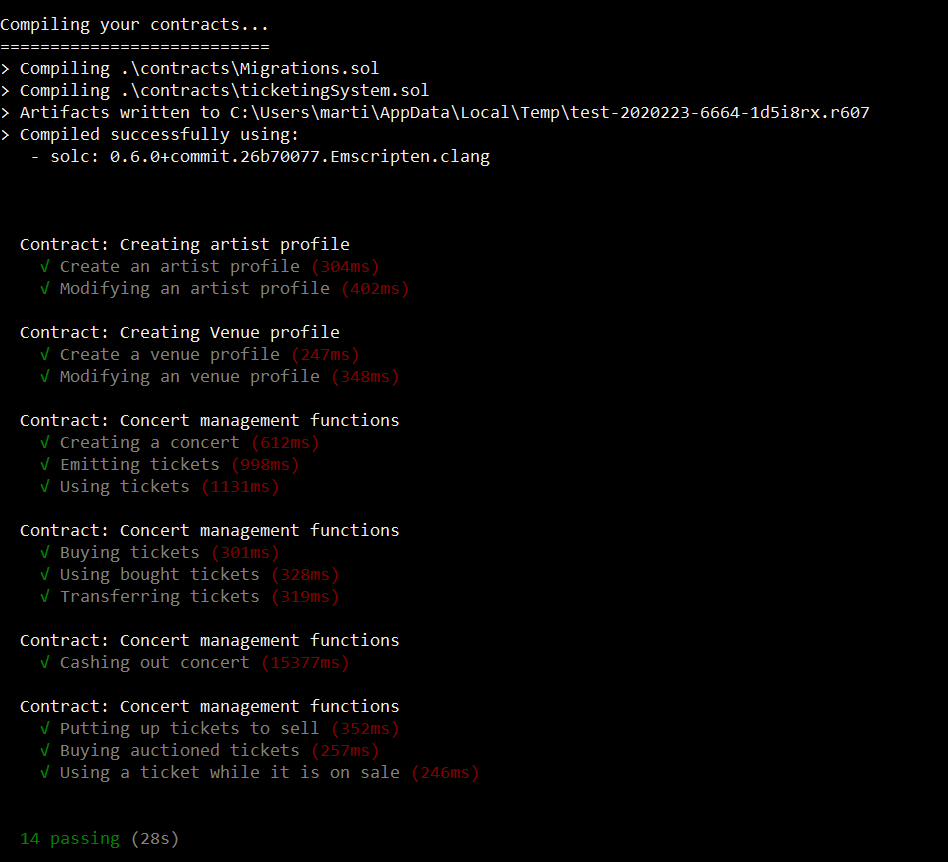 Compiling your contracts...
===========================
> Compiling .\contracts\Migrations.sol
> Compiling .\contracts\ticketingSystem.sol
> Artifacts written to C:\Users\marti\AppData\Local\Temp\test-2020223-6664-1d5i8rx.r607
> Compiled successfully using:
   - solc: 0.6.0+commit.26b70077.Emscripten.clang
  Contract: Creating artist profile
    √ Create an artist profile (304ms)
    √ Modifying an artist profile (402ms)
  Contract: Creating Venue profile
    √ Create a venue profile (247ms)
    √ Modifying an venue profile (348ms)
  Contract: Concert management functions
    √ Creating a concert (612ms)
    √ Emitting tickets (998ms)
    √ Using tickets (1131ms)
  Contract: Concert management functions
    √ Buying tickets (301ms)
    √ Using bought tickets (328ms)
    √ Transferring tickets (319ms)
  Contract: Concert management functions
    √ Cashing out concert (15377ms)
  Contract: Concert management functions
    √ Putting up tickets to sell (352ms)
    √ Buying auctioned tickets (257ms)
    √ Using a ticket while it is on sale (246ms)
  14 passing (28s)